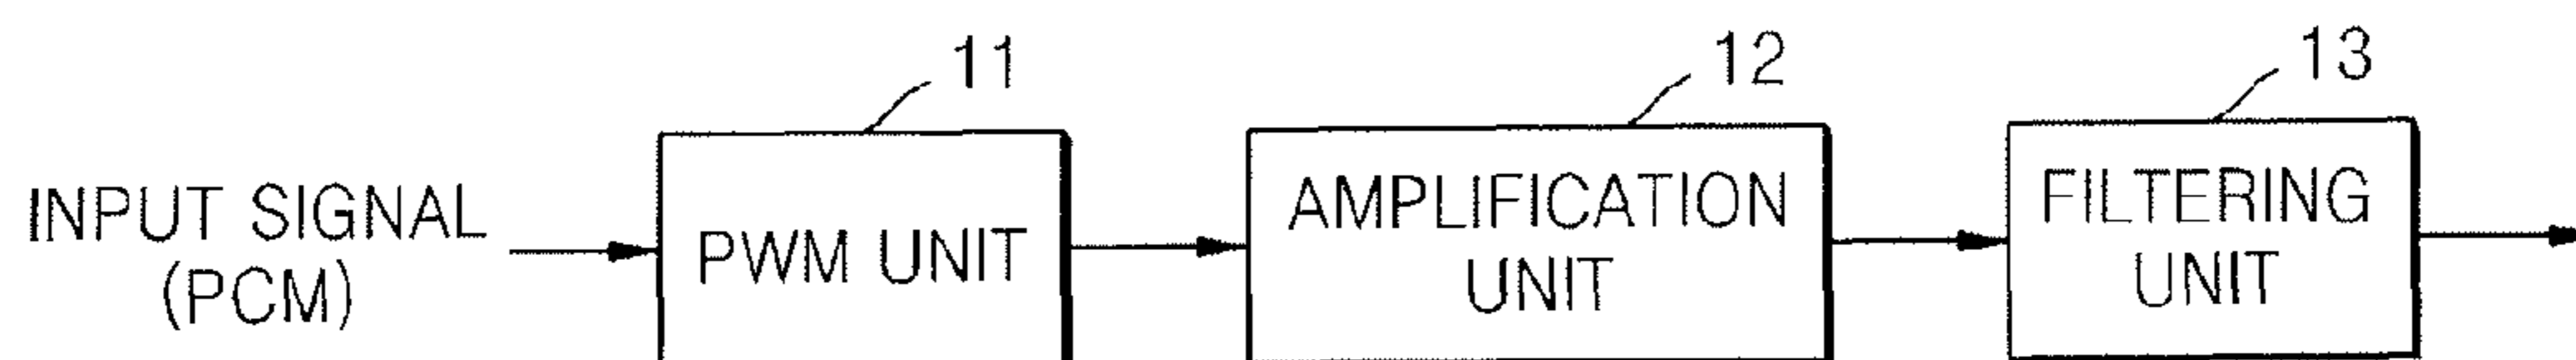 11
12
13
INPUT SIGNAL
(PCM)
PWM UNIT
AMPLIFICATION
UNIT
FILTERING
UNIT